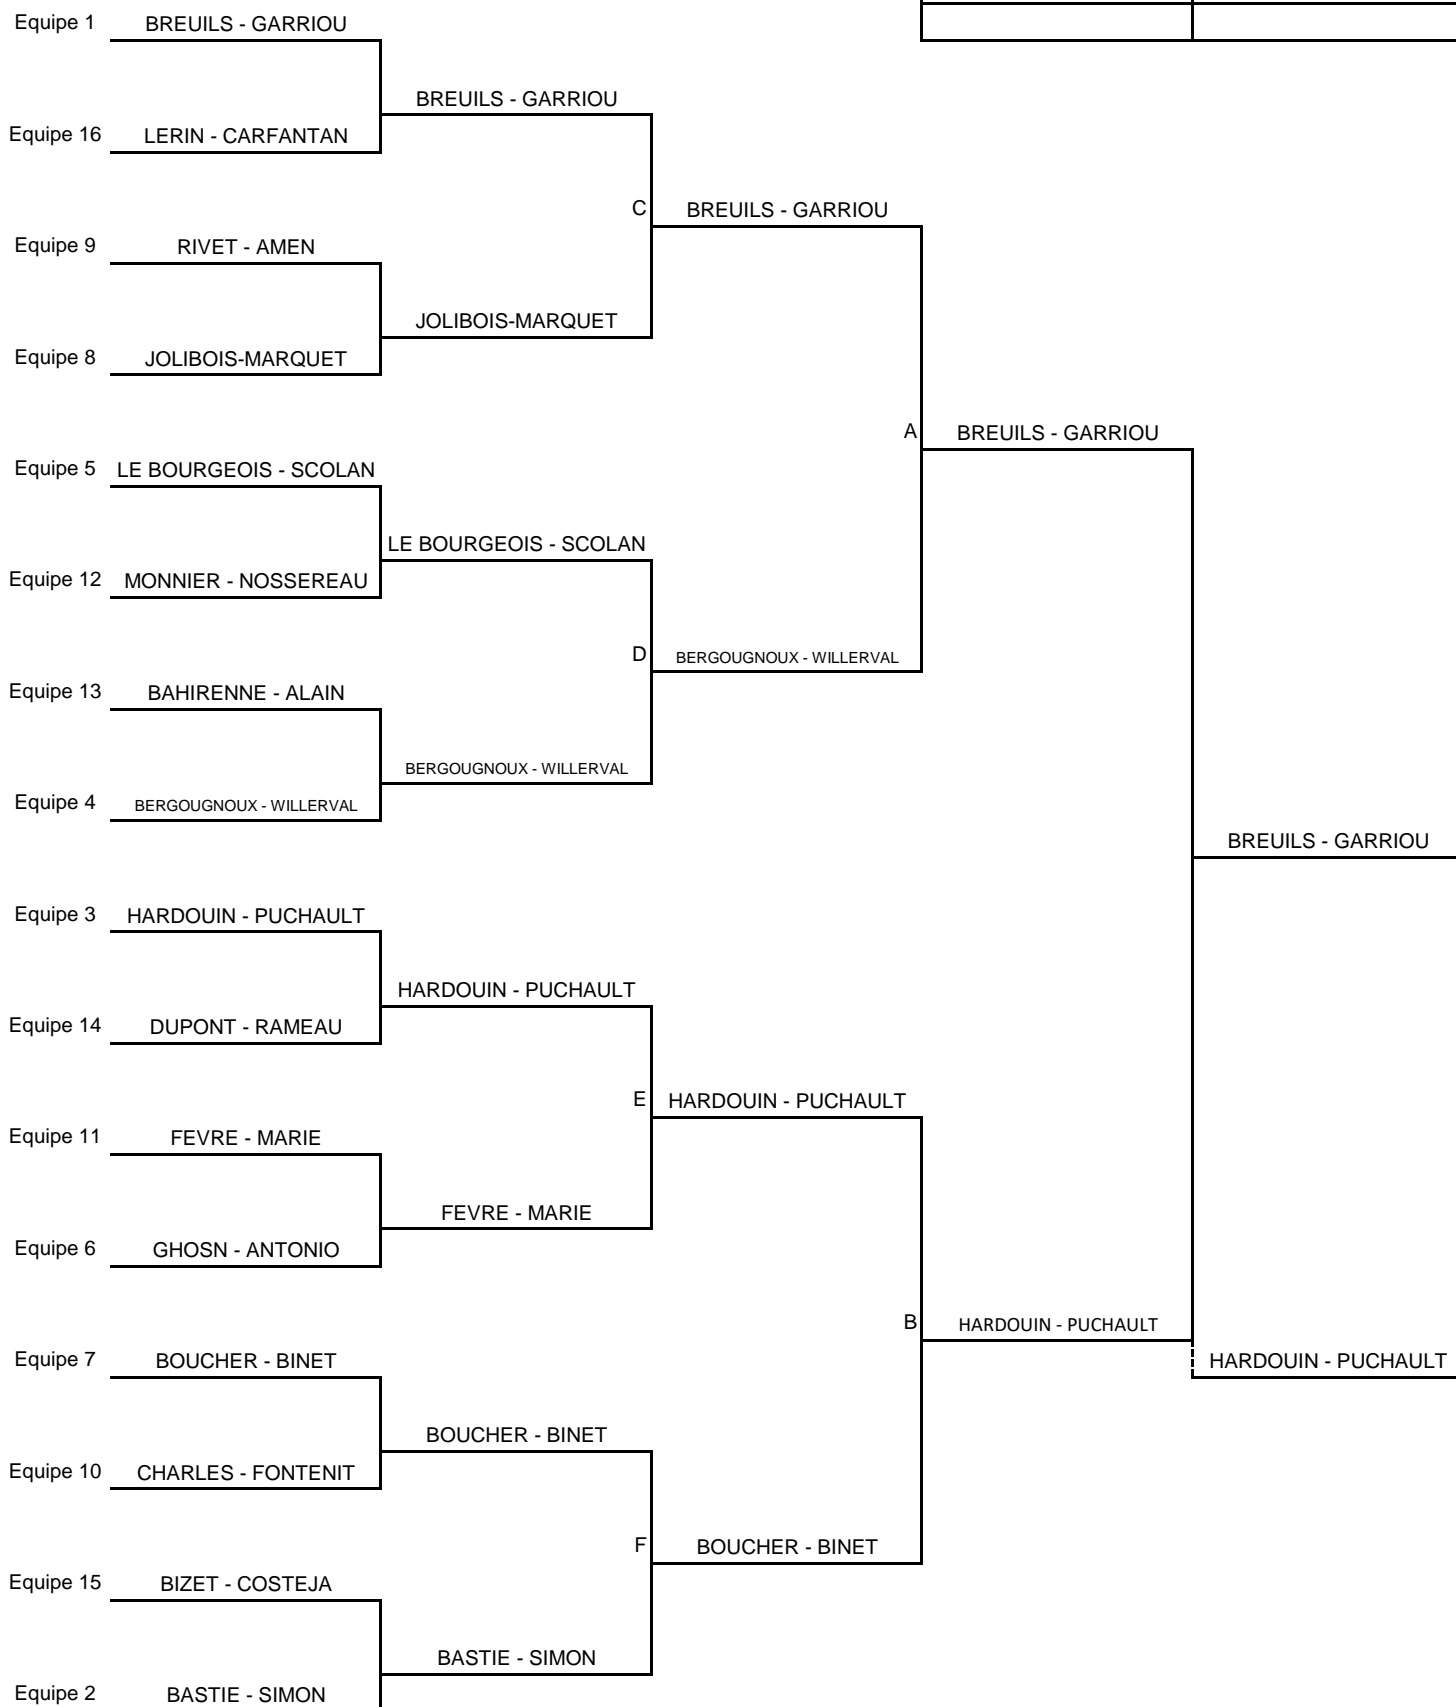 Equipe 1 BREUILS - GARRIOU
BREUILS - GARRIOU
Equipe 16 LERIN - CARFANTAN
C BREUILS - GARRIOU
Equipe 9 RIVET - AMEN
JOLIBOIS-MARQUET
Equipe 8 JOLIBOIS-MARQUET
A BREUILS - GARRIOU
Equipe 5 LE BOURGEOIS - SCOLAN
LE BOURGEOIS - SCOLAN
Equipe 12 MONNIER - NOSSEREAU
D BERGOUGNOUX - WILLERVAL
Equipe 13 BAHIRENNE - ALAIN
BERGOUGNOUX - WILLERVAL
Equipe 4 BERGOUGNOUX - WILLERVAL
BREUILS - GARRIOU
Equipe 3 HARDOUIN - PUCHAULT
HARDOUIN - PUCHAULT
Equipe 14 DUPONT - RAMEAU
E HARDOUIN - PUCHAULT
Equipe 11 FEVRE - MARIE
FEVRE - MARIE
Equipe 6 GHOSN - ANTONIO
B HARDOUIN - PUCHAULT
Equipe 7 BOUCHER - BINET HARDOUIN - PUCHAULT
BOUCHER - BINET
Equipe 10 CHARLES - FONTENIT
F BOUCHER - BINET
Equipe 15 BIZET - COSTEJA
BASTIE - SIMON
Equipe 2 BASTIE - SIMON